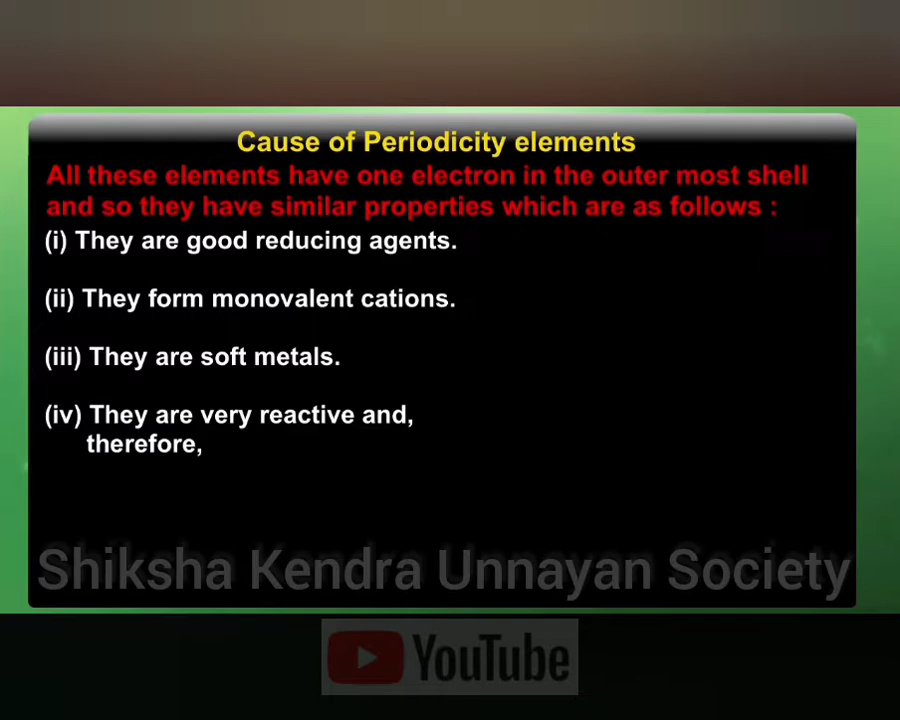 Cause of Periodicity elements
All these elements have one electron in the outer most shell
and so they have similar properties which are as follows :
(i) They are good reducing agents.
(ii) They form monovalent cations.
(iii) They are soft metals.
(iv) They are very reactive and,
therefore,
Shiksha Kendra Unnayan Society
YouTube